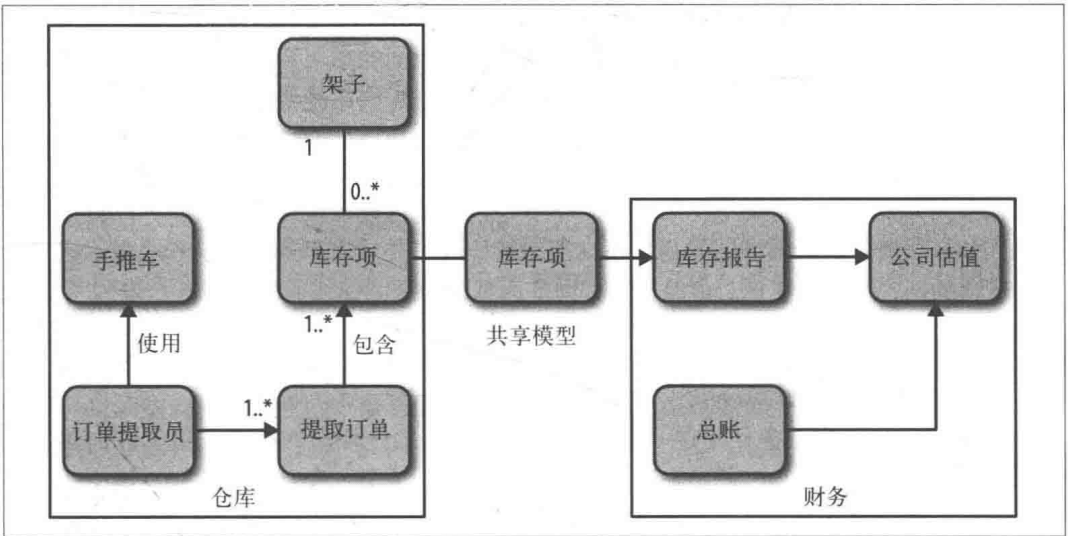 架子
1
0..*
手推车
库存项
库存项
库存报告
公司估值
使用
1..*
包含
共享模型
订单提取员
1..*
提取订单
总账
仓库
财务